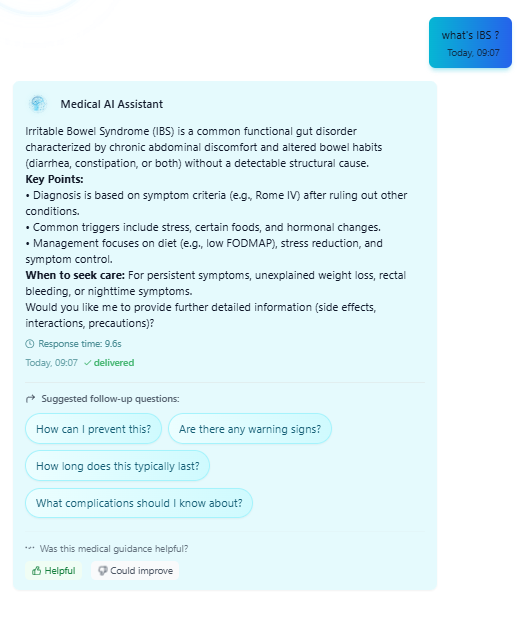 what's IBS ?
Today, 09:07
Medical AI Assistant
Irritable Bowel Syndrome (IBS) is a common functional gut disorder
characterized by chronic abdominal discomfort and altered bowel habits
(diarrhea, constipation, or both) without a detectable structural cause.
Key Points:
• Diagnosis is based on symptom criteria (e.g., Rome IV) after ruling out other
conditions.
• Common triggers include stress, certain foods, and hormonal changes.
• Management focuses on diet (e.g., low FODMAP), stress reduction, and
symptom control.
When to seek care: For persistent symptoms, unexplained weight loss, rectal
bleeding, or nighttime symptoms.
Would you like me to provide further detailed information (side effects,
interactions, precautions)?
Response time: 9.6s
Today, 09:07 ✓ delivered
Suggested follow-up questions:
How can I prevent this? Are there any warning signs?
How long does this typically last?
What complications should I know about?
Was this medical guidance helpful?
Helpful Could improve